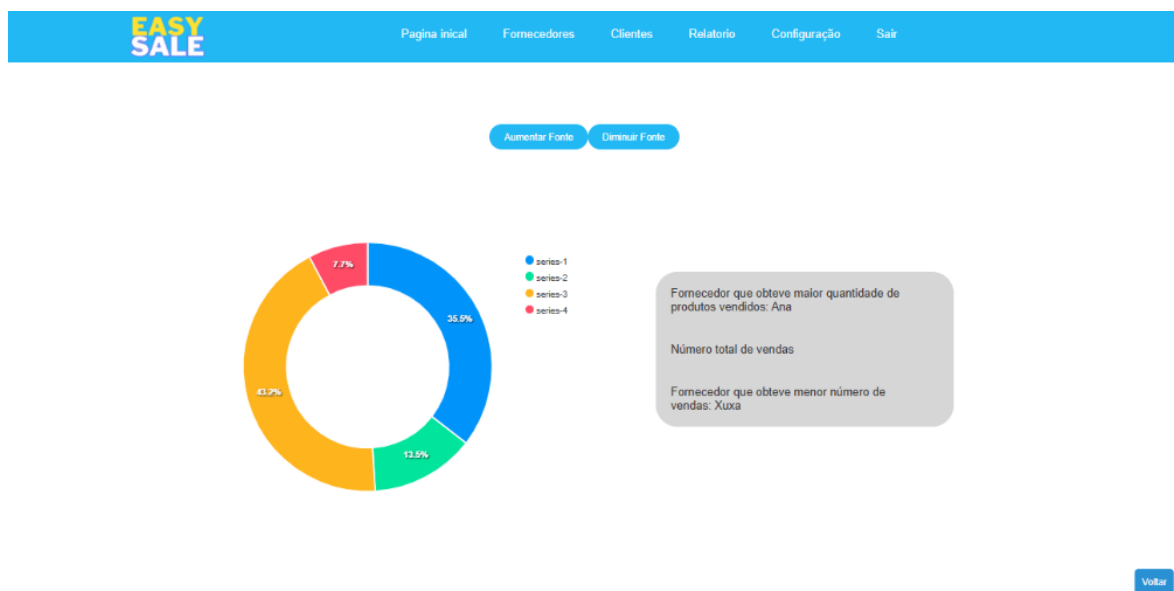 EASY
SALE
Pagina inical Fornecedores Clientes Relatorio Configuração Sair
Aumentar Fonte Diminuir Fonte
7.7%
35.5%
43.2%
13.5%
series-1
series-2
series-3
series-4
Fornecedor que obteve maior quantidade de
produtos vendidos: Ana
Número total de vendas
Fornecedor que obteve menor número de
vendas: Xuxa
Voltar